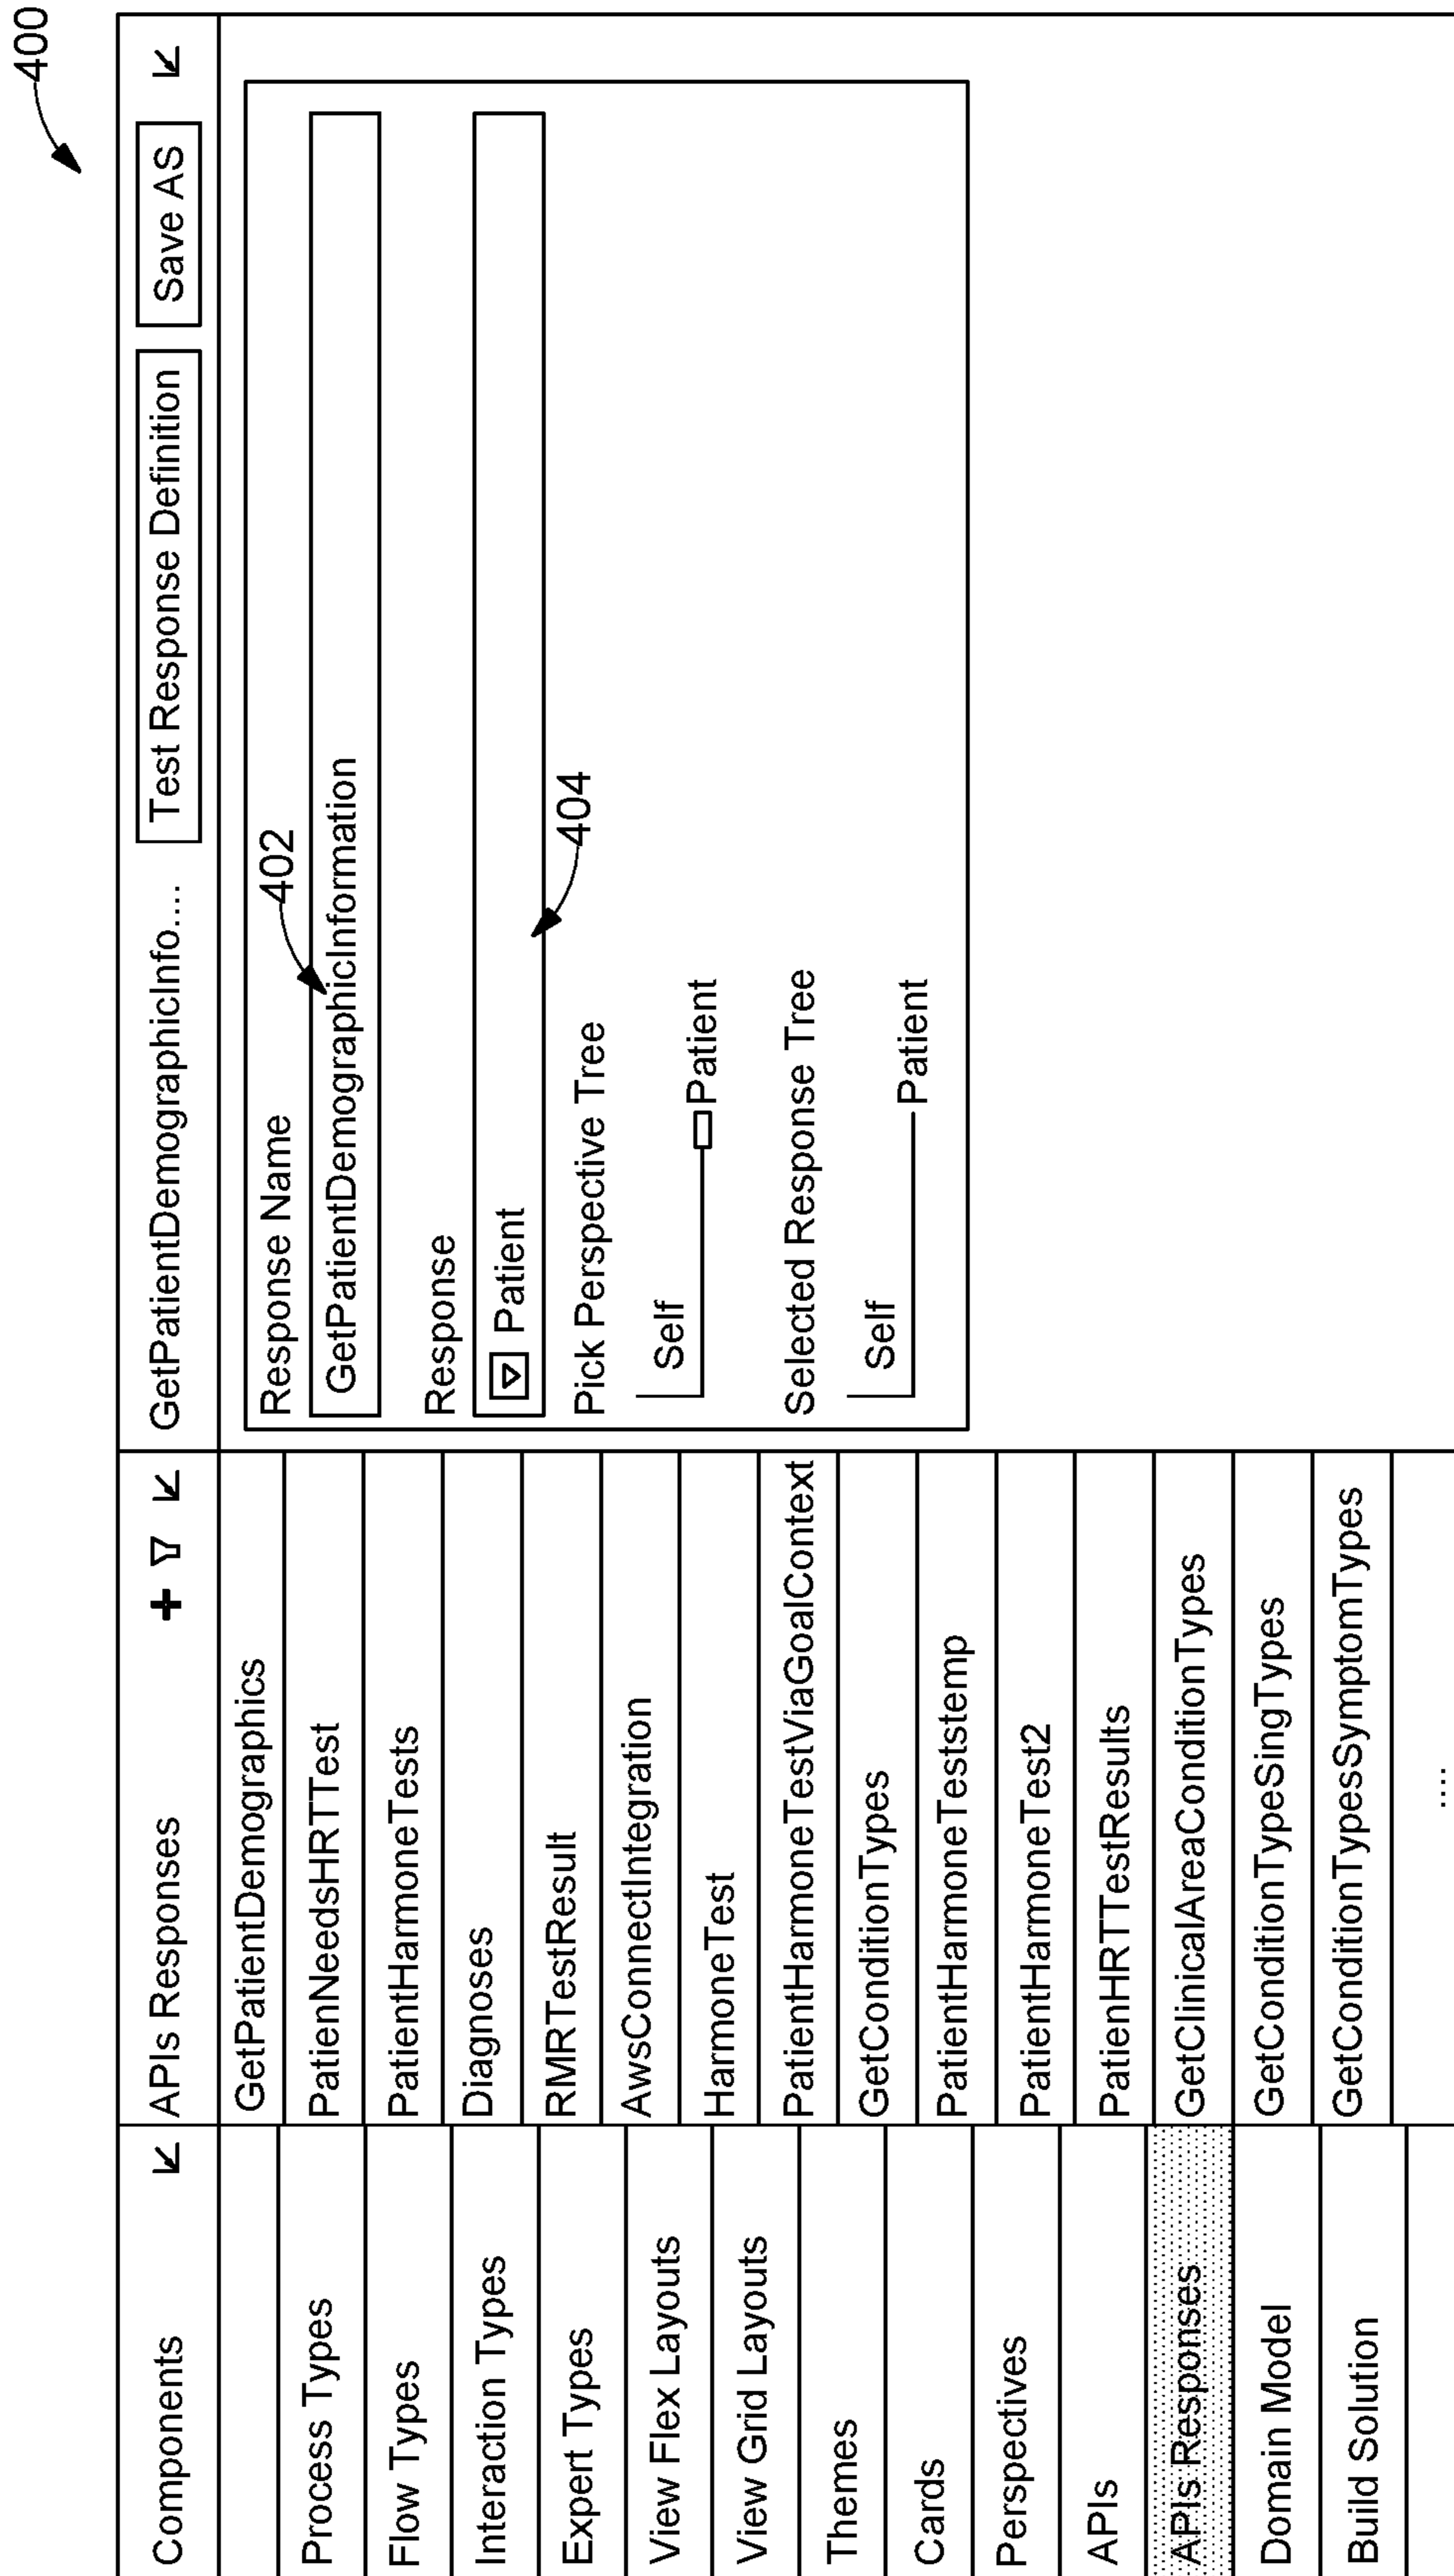 400
Components
Process Types
Flow Types
Interaction Types
Expert Types
View Flex Layouts
View Grid Layouts
Themes
Cards
Perspectives
APIs
APIs Responses
Domain Model
Build Solution
APIs Responses
GetPatientDemographics
PatienNeedsHRTTest
PatientHarmoneTests
Diagnoses
RMRTestResult
AwsConnectIntegration
HarmoneTest
PatientHarmoneTestViaGoalContext
GetConditionTypes
PatientHarmoneTeststemp
PatientHarmoneTest2
PatienHRTTestResults
GetClinicalAreaConditionTypes
GetConditionTypeSingTypes
GetConditionTypesSymptomTypes
....
GetPatientDemographicInfo.... Test Response Definition Save AS
Response Name 402
GetPatientDemographicInformation
Response
Patient
404
Pick Perspective Tree
Self
Patient
Selected Response Tree
Self
Patient